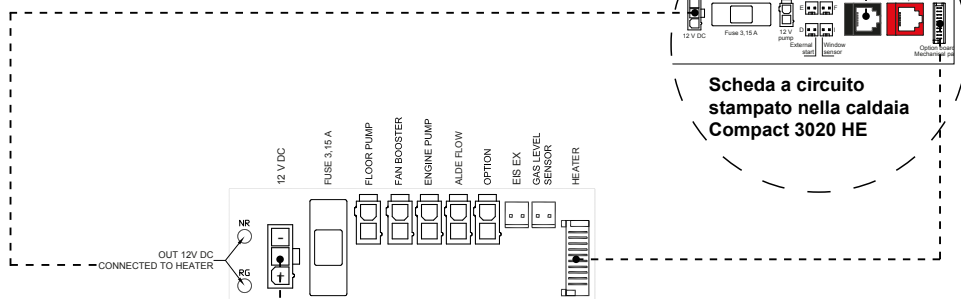 E
F
D
I
12 V DC
Fuse 3,15 A
12 V
pump
External
start
Window
sensor
Option board
Scheda a circuito
stampato nella caldaia
Compact 3020 HE
12 V DC
FUSE 3,15 A
FLOOR PUMP
FAN BOOSTER
ENGINE PUMP
ALDE FLOW
OPTION
EIS EX
GAS LEVEL
SENSOR
HEATER
NR
OUT 12V DC
CONNECTED TO HEATER
RG
-
+